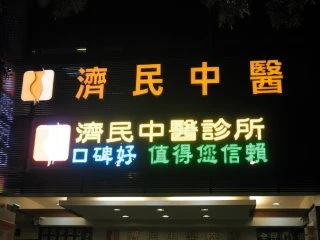 濟民中醫
濟民中醫診所
口碑好 值得您信賴